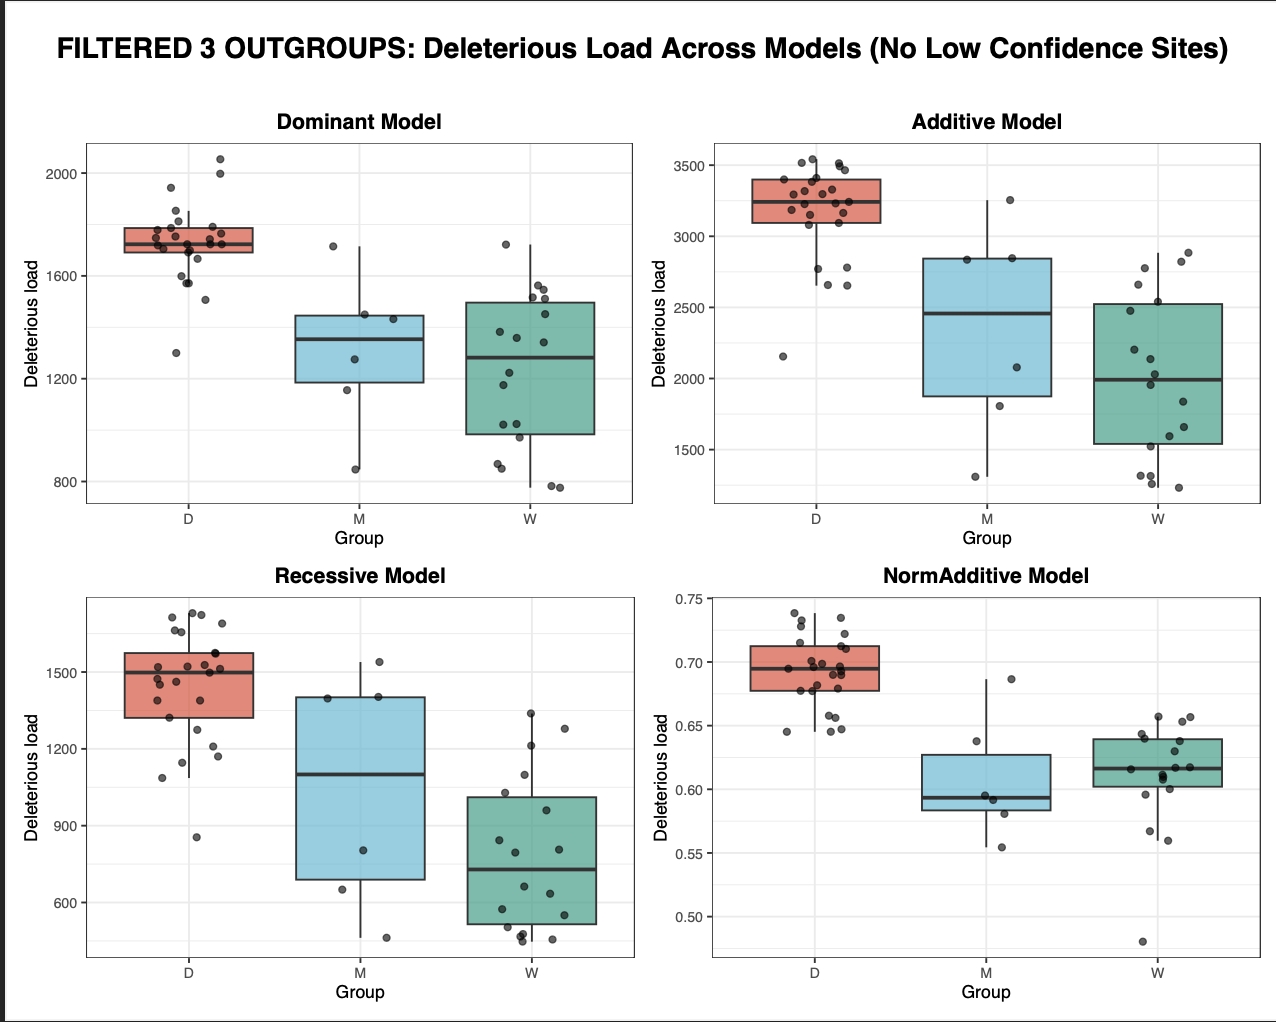 FILTERED 3 OUTGROUPS: Deleterious Load Across Models (No Low Confidence Sites)
Dominant Model
Deleterious load
2000
1600
1200
800
D M W
Group
Additive Model
Deleterious load
3500
3000
2500
2000
1500
D M W
Group
Recessive Model
Deleterious load
1500
1200
900
600
D M W
Group
NormAdditive Model
Deleterious load
0.75
0.70
0.65
0.60
0.55
0.50
D M W
Group